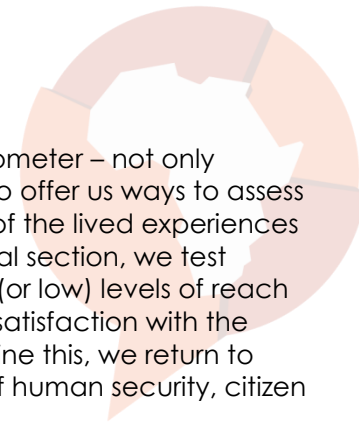 ometer – not only
o offer us ways to assess
of the lived experiences
al section, we test
(or low) levels of reach
satisfaction with the
ine this, we return to
f human security, citizen